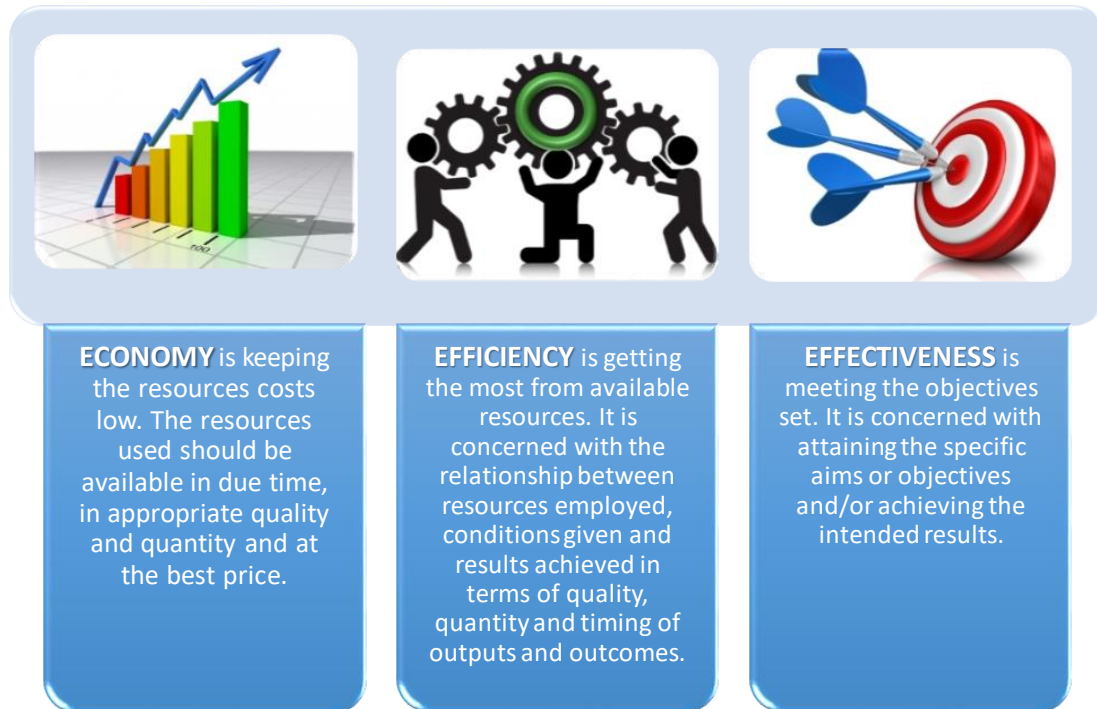 100
ECONOMY is keeping
the resources costs
low. The resources
used should be
available in due time,
in appropriate quality
and quantity and at
the best price.
EFFICIENCY is getting
the most from available
resources. It is
concerned with the
relationship between
resources employed,
conditions given and
results achieved in
terms of quality,
quantity and timing of
outputs and outcomes.
EFFECTIVENESS is
meeting the objectives
set. It is concerned with
attaining the specific
aims or objectives
and/or achieving the
intended results.